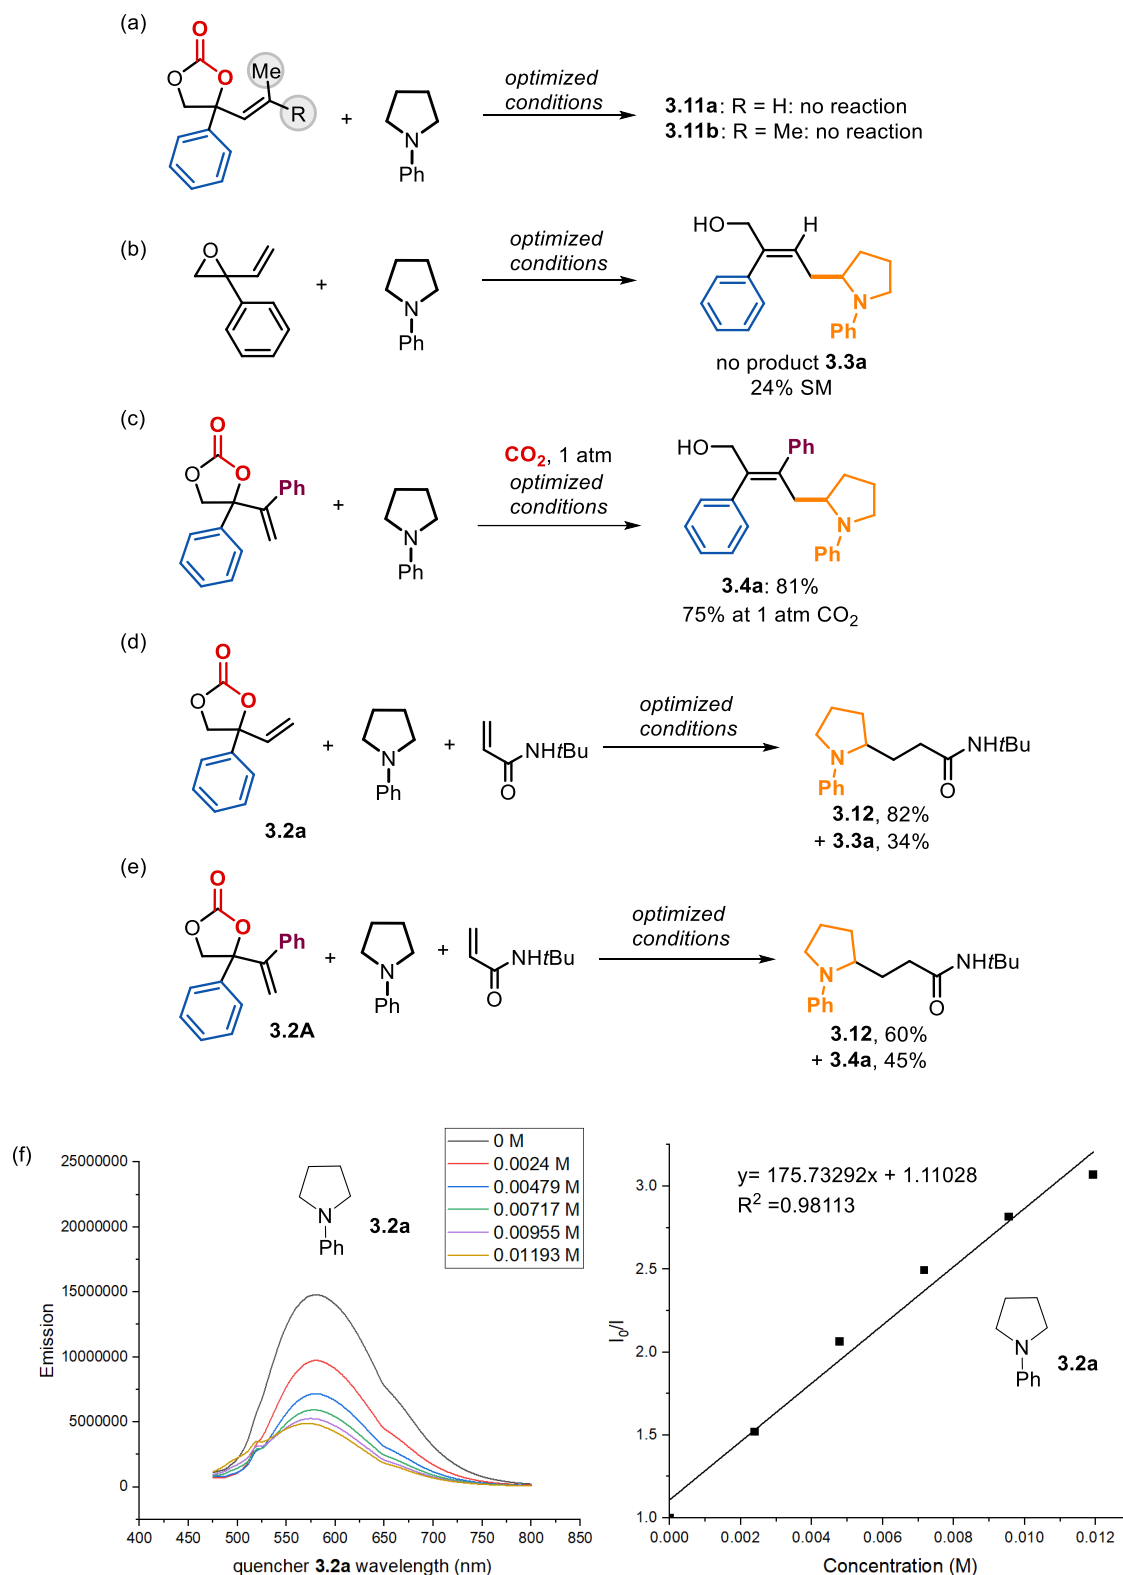 (a)
O
O
O
Me
R
+
N
Ph
optimized
conditions
3.11a: R = H: no reaction
3.11b: R = Me: no reaction
(b)
O
+
N
Ph
optimized
conditions
HO
H
N
Ph
no product 3.3a
24% SM
(c)
O
O
O
Ph
+
N
Ph
CO2, 1 atm
optimized
conditions
HO
Ph
N
Ph
3.4a: 81%
75% at 1 atm CO2
(d)
O
O
O
3.2a
+
N
Ph
+
NHtBu
O
optimized
conditions
N
Ph
NHtBu
O
3.12, 82%
+ 3.3a, 34%
(e)
O
O
O
Ph
3.2A
+
N
Ph
+
NHtBu
O
optimized
conditions
N
Ph
NHtBu
O
3.12, 60%
+ 3.4a, 45%
(f)
0 M
0.0024 M
0.00479 M
0.00717 M
0.00955 M
0.01193 M
N
Ph
3.2a
Emission
25000000
20000000
15000000
10000000
5000000
0
400 450 500 550 600 650 700 750 800 850
quencher 3.2a wavelength (nm)
y= 175.73292x + 1.11028
R2 =0.98113
N
Ph
3.2a
I0/I
3.0
2.5
2.0
1.5
1.0
0.000 0.002 0.004 0.006 0.008 0.010 0.012
Concentration (M)